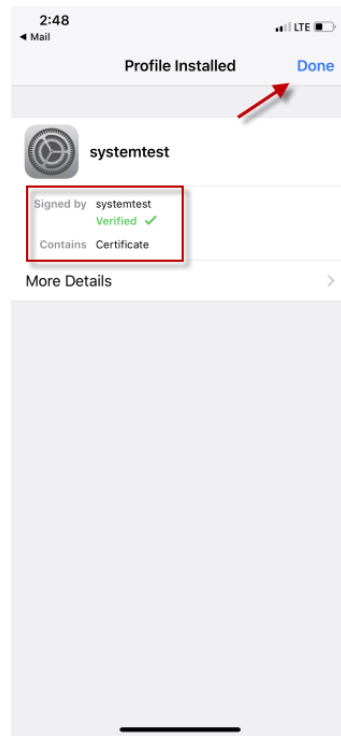 2:48
LTE
Mail
Profile Installed
Done
systemtest
Signed by systemtest
Verified
Contains Certificate
More Details